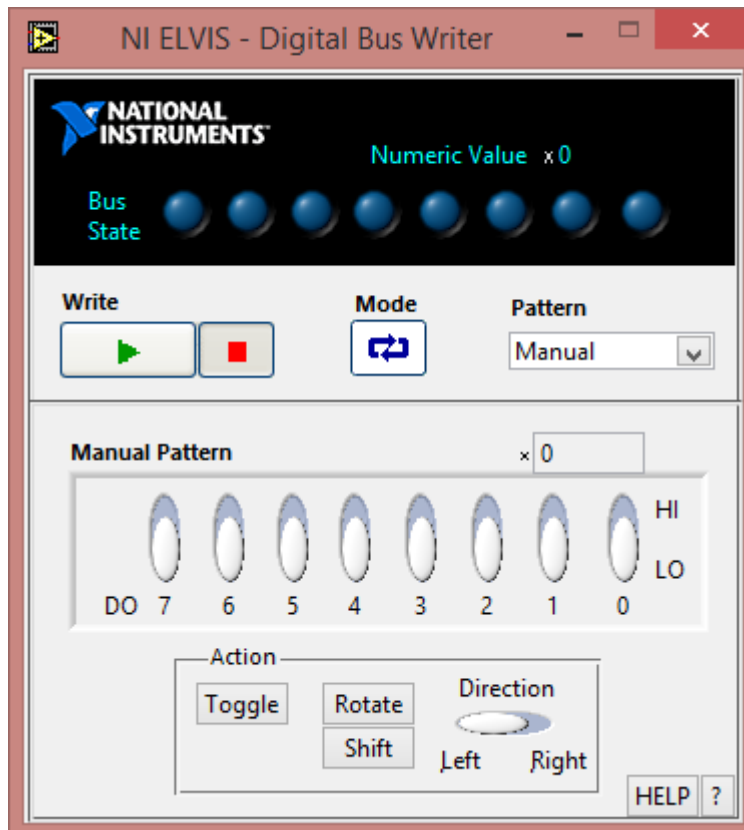 NI ELVIS - Digital Bus Writer
NATIONAL
INSTRUMENTS
Numeric Value x 0
Bus
State
Write
Mode
Pattern
Manual
Manual Pattern
x 0
HI
LO
DO 7 6 5 4 3 2 1 0
Action
Toggle
Rotate
Direction
Shift
Left
Right
HELP ?